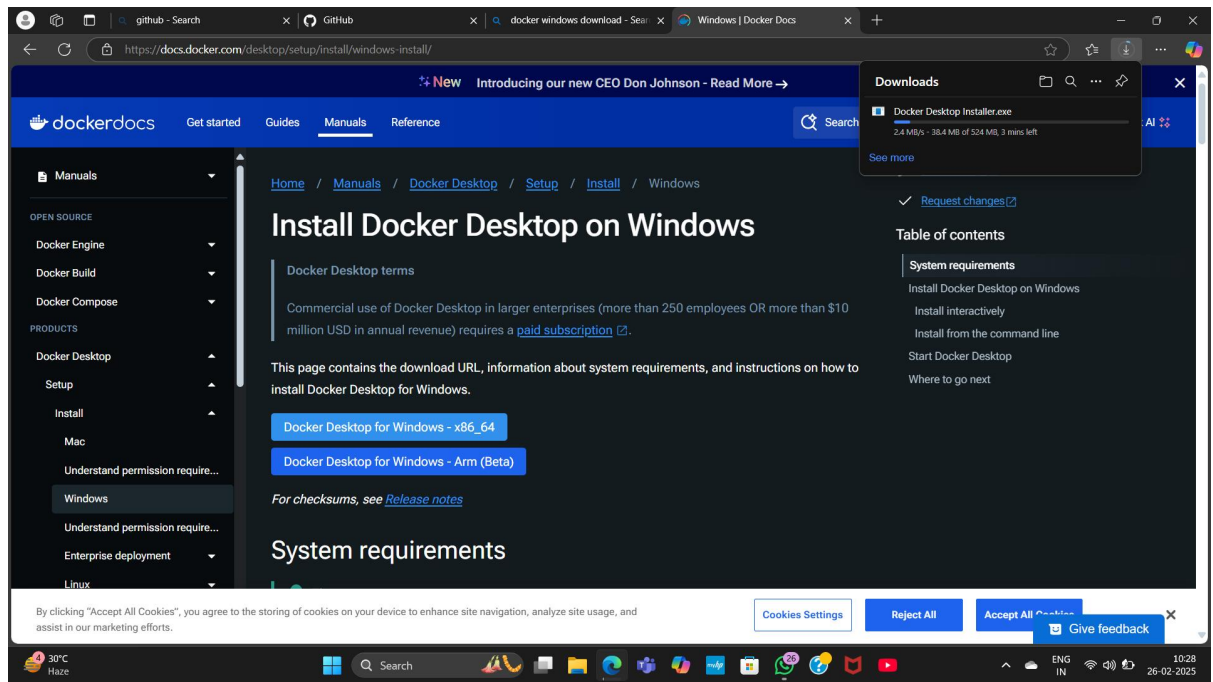 github - Search
GitHub
docker windows download - Sear
Windows | Docker Docs
https://docs.docker.com/desktop/setup/install/windows-install/
New Introducing our new CEO Don Johnson - Read More →
Downloads
Docker Desktop Installer.exe
2.4 MB/s - 38.4 MB of 524 MB, 3 mins left
See more
dockerdocs
Get started
Guides
Manuals
Reference
Search
AI
Manuals
OPEN SOURCE
Docker Engine
Docker Build
Docker Compose
PRODUCTS
Docker Desktop
Setup
Install
Mac
Understand permission require...
Windows
Understand permission require...
Enterprise deployment
Linux
Home / Manuals / Docker Desktop / Setup / Install / Windows
Install Docker Desktop on Windows
Docker Desktop terms
Commercial use of Docker Desktop in larger enterprises (more than 250 employees OR more than $10
million USD in annual revenue) requires a paid subscription.
This page contains the download URL, information about system requirements, and instructions on how to
install Docker Desktop for Windows.
Docker Desktop for Windows - x86_64
Docker Desktop for Windows - Arm (Beta)
For checksums, see Release notes
System requirements
Request changes
Table of contents
System requirements
Install Docker Desktop on Windows
Install interactively
Install from the command line
Start Docker Desktop
Where to go next
By clicking "Accept All Cookies", you agree to the storing of cookies on your device to enhance site navigation, analyze site usage, and
assist in our marketing efforts.
Cookies Settings
Reject All
Accept All
Give feedback
4
30°C
Haze
Search
myhp
26
ENG
IN
10:28
26-02-2025